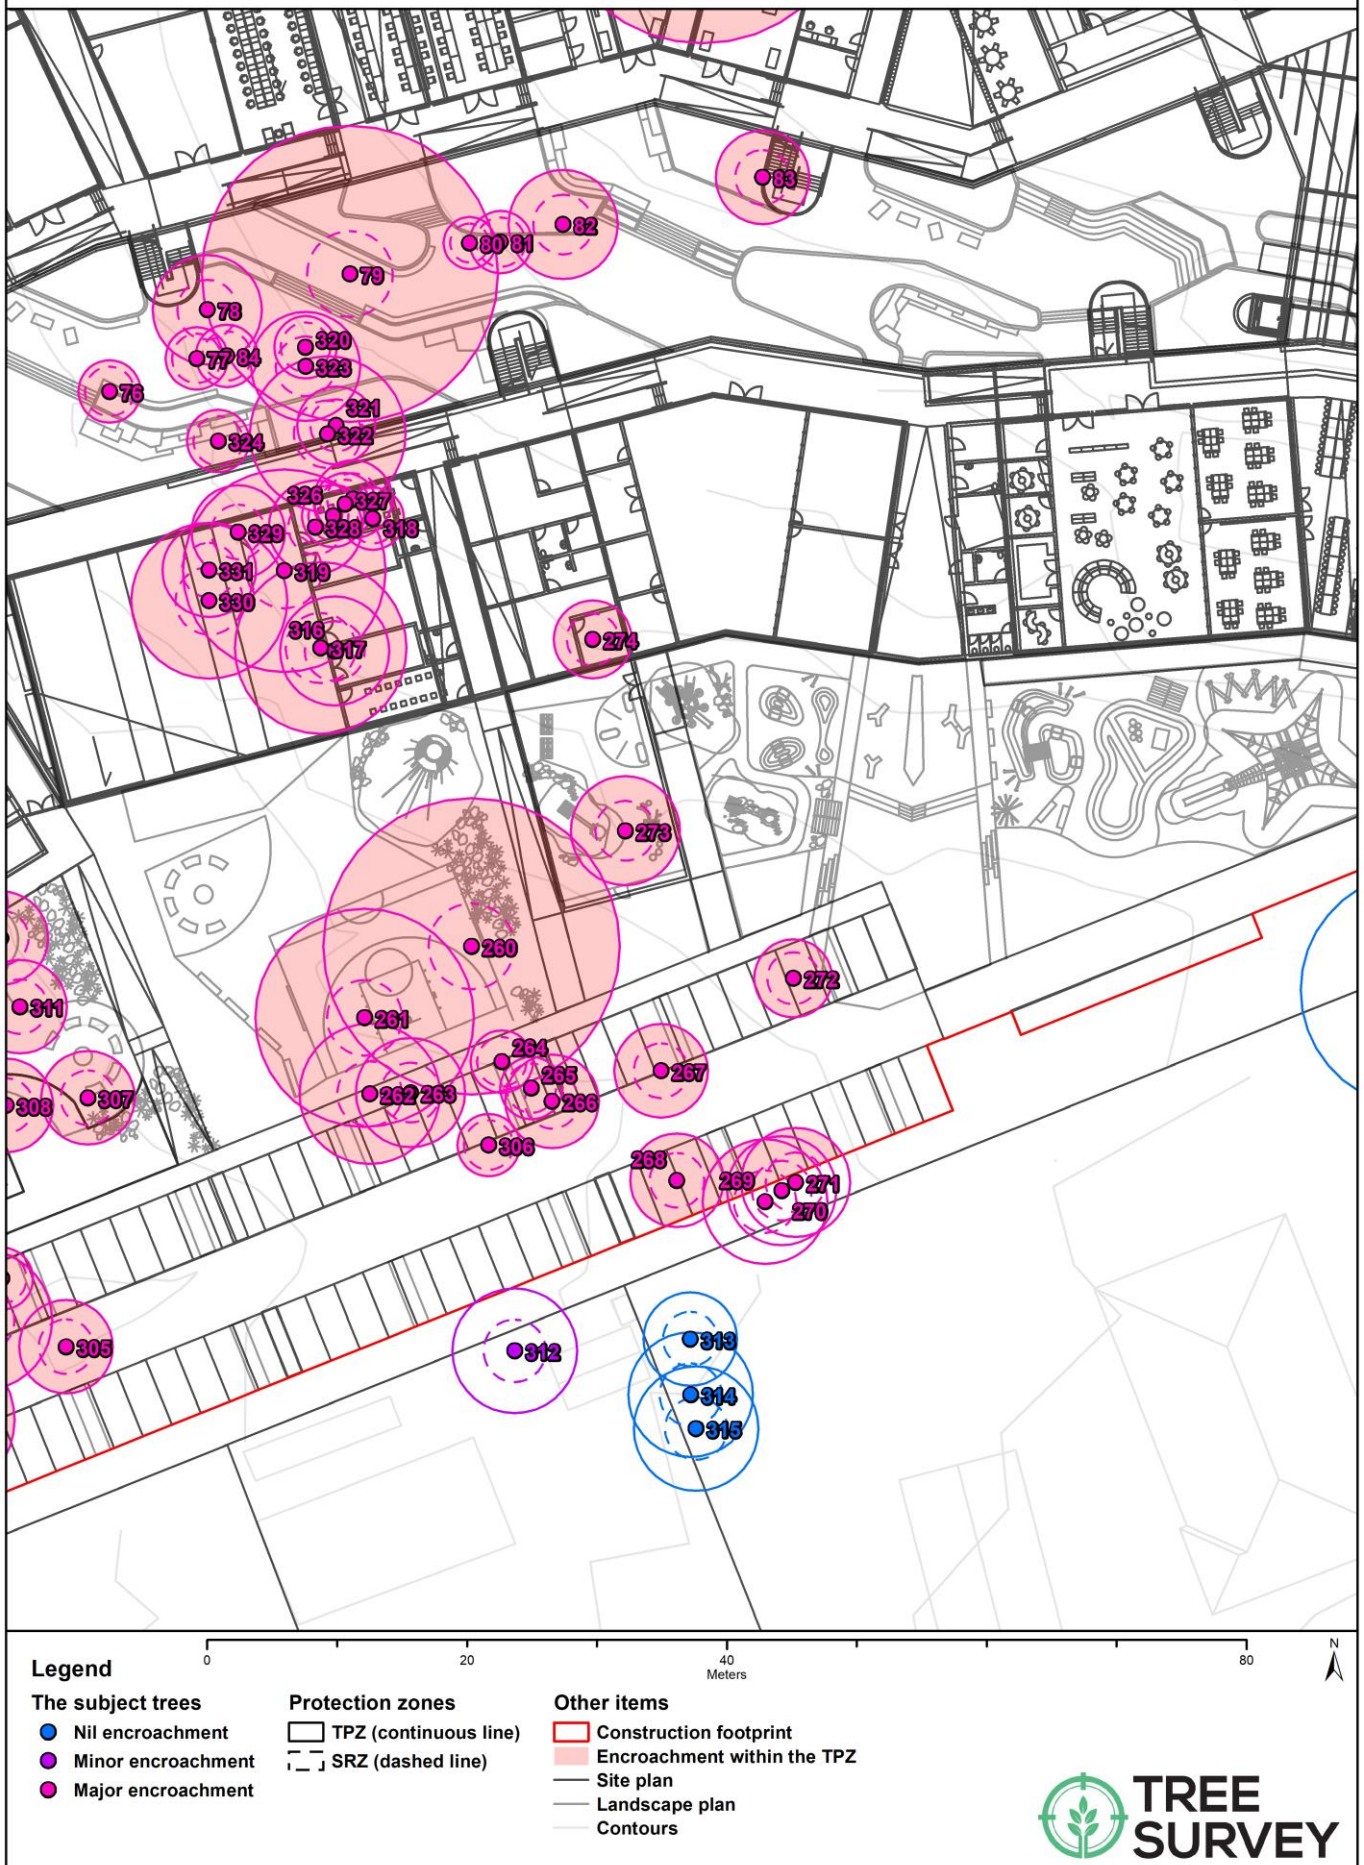 83
82
80
81
79
78
320
77
84
323
76
321
322
324
326
327
328
318
329
331
319
330
316
317
274
273
260
272
311
261
264
267
265
262
263
266
307
308
306
268
269
271
270
313
305
312
314
315
0
20
40
80
Meters
N
Legend
The subject trees
Nil encroachment
Minor encroachment
Major encroachment
Protection zones
TPZ (continuous line)
SRZ (dashed line)
Other items
Construction footprint
Encroachment within the TPZ
Site plan
Landscape plan
Contours
TREE
SURVEY